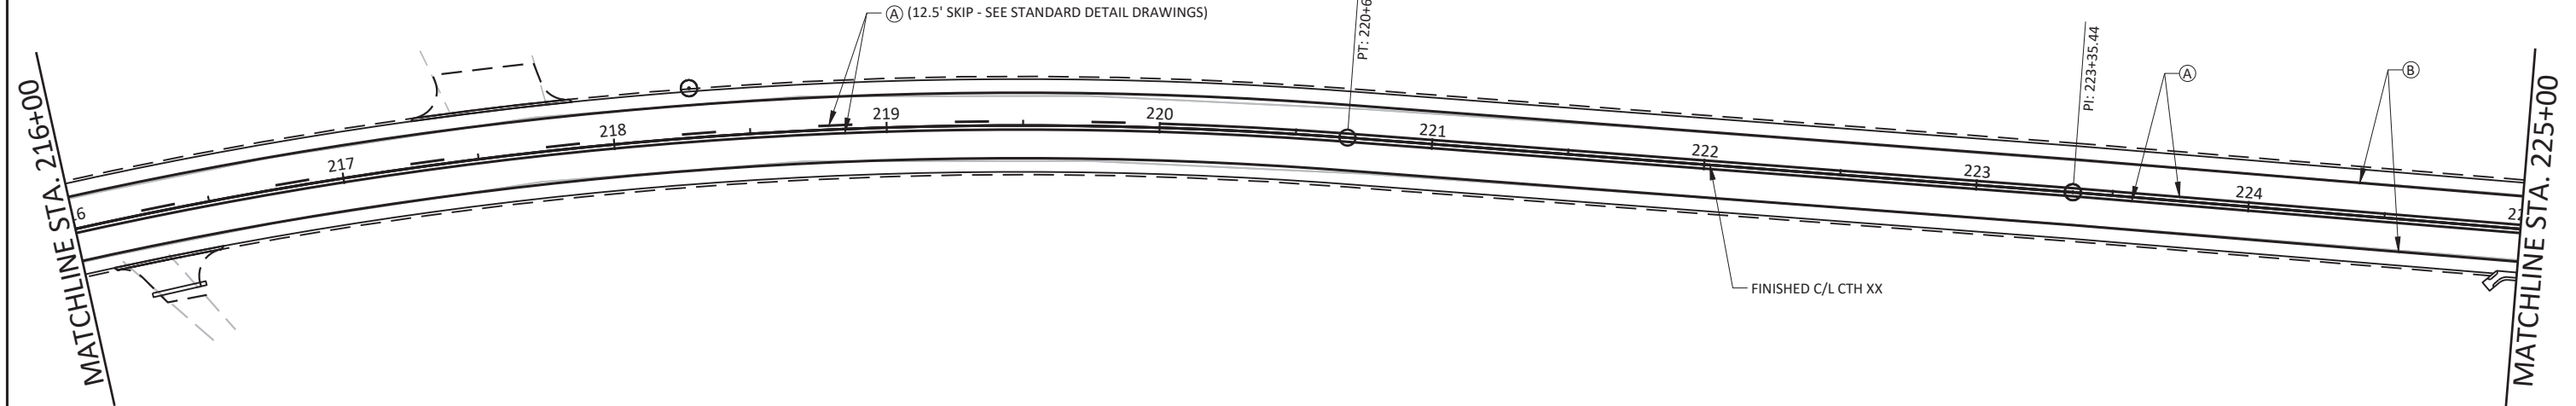 Ⓐ (12.5' SKIP - SEE STANDARD DETAIL DRAWINGS)
PT: 220+6
PI: 223+35.44
Ⓐ
Ⓑ
MATCHLINE STA. 216+00
.6
217
218
219
220
221
222
223
224
22
MATCHLINE STA. 225+00
FINISHED C/L CTH XX